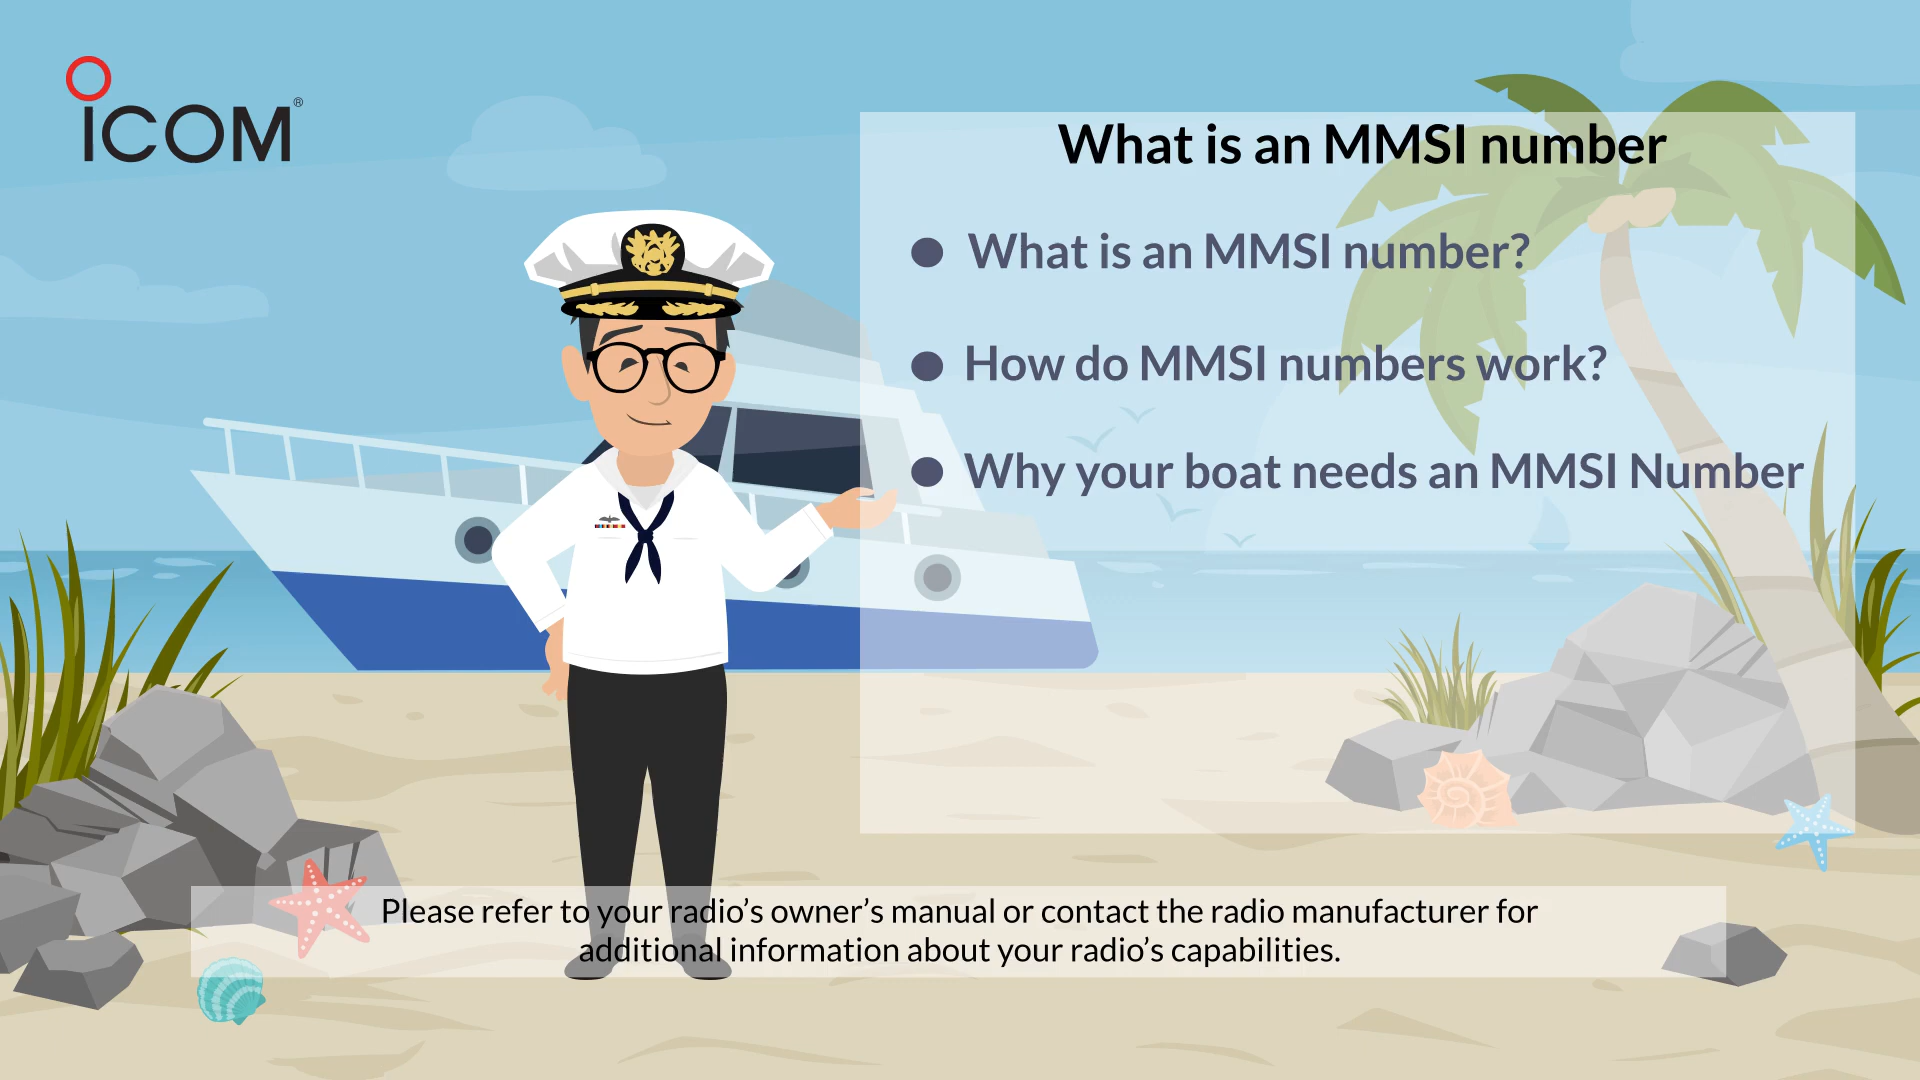 ICOM®
What is an MMSI number
● What is an MMSI number?
● How do MMSI numbers work?
● Why your boat needs an MMSI Number
Please refer to your radio’s owner’s manual or contact the radio manufacturer for
additional information about your radio’s capabilities.